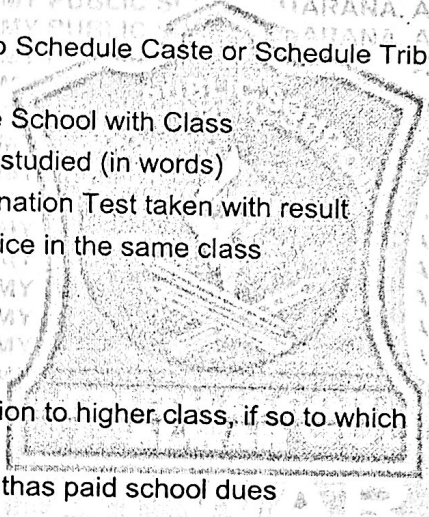 o Schedule Caste or Schedule Trib
School with Class
studied (in words)
nation Test taken with result
ice in the same class
ion to higher class, if so to which
thas paid school dues